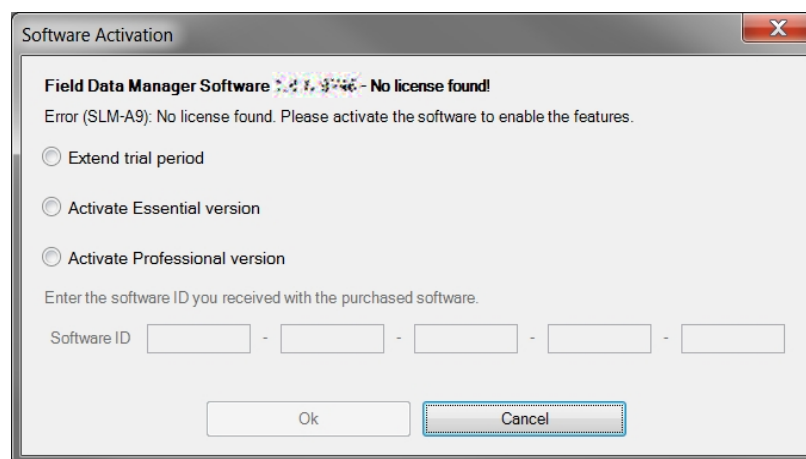 Software Activation
Field Data Manager Software - No license found!
Error (SLM-A9): No license found. Please activate the software to enable the features.
Extend trial period
Activate Essential version
Activate Professional version
Enter the software ID you received with the purchased software.
Software ID - - - -
Ok Cancel